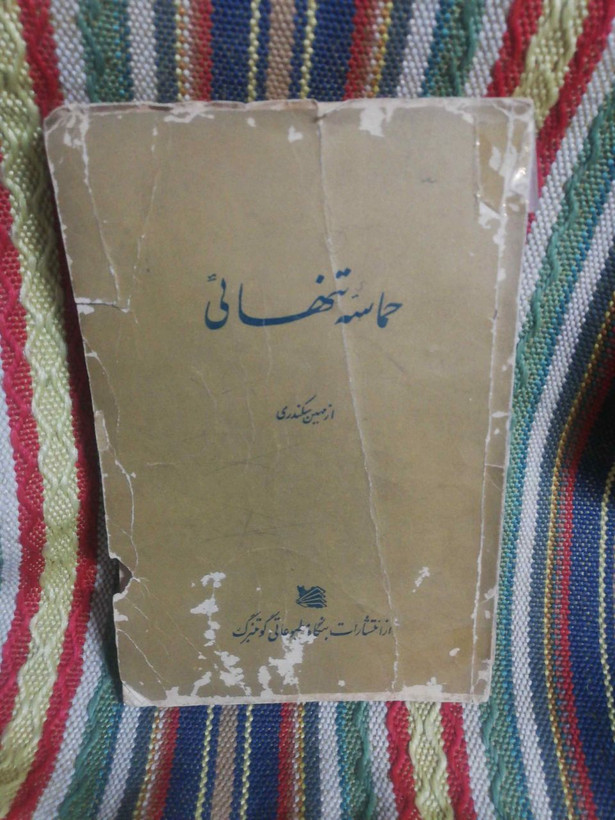 حماسهٔ تنهائی
از مهین سکندری
از انتشارات بنگاه مطبوعاتی گوتنبرگ